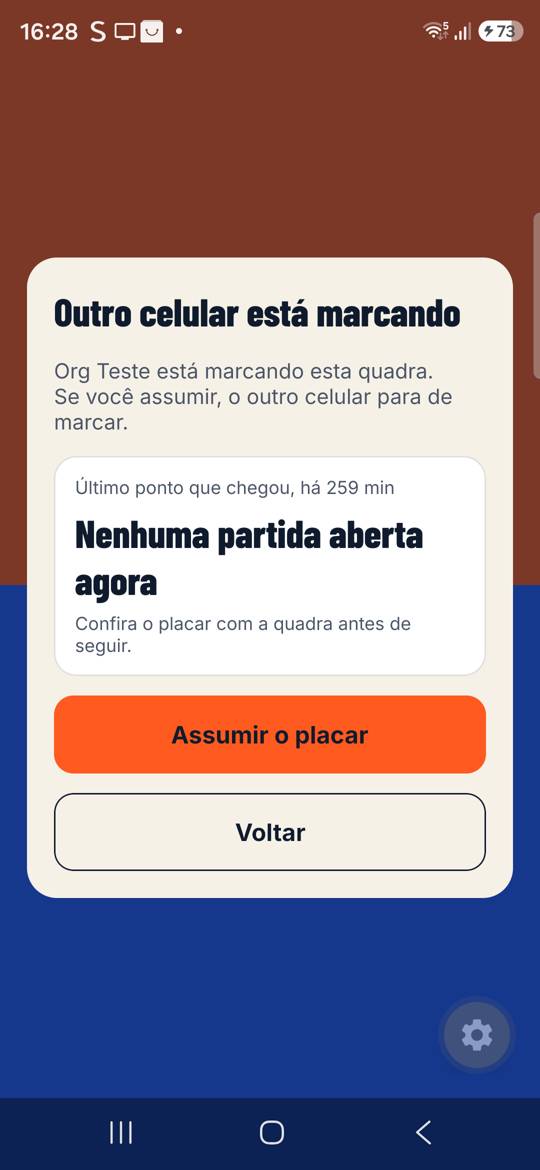 16:28 S
5
73
Outro celular está marcando
Org Teste está marcando esta quadra.
Se você assumir, o outro celular para de
marcar.
Último ponto que chegou, há 259 min
Nenhuma partida aberta
agora
Confira o placar com a quadra antes de
seguir.
Assumir o placar
Voltar